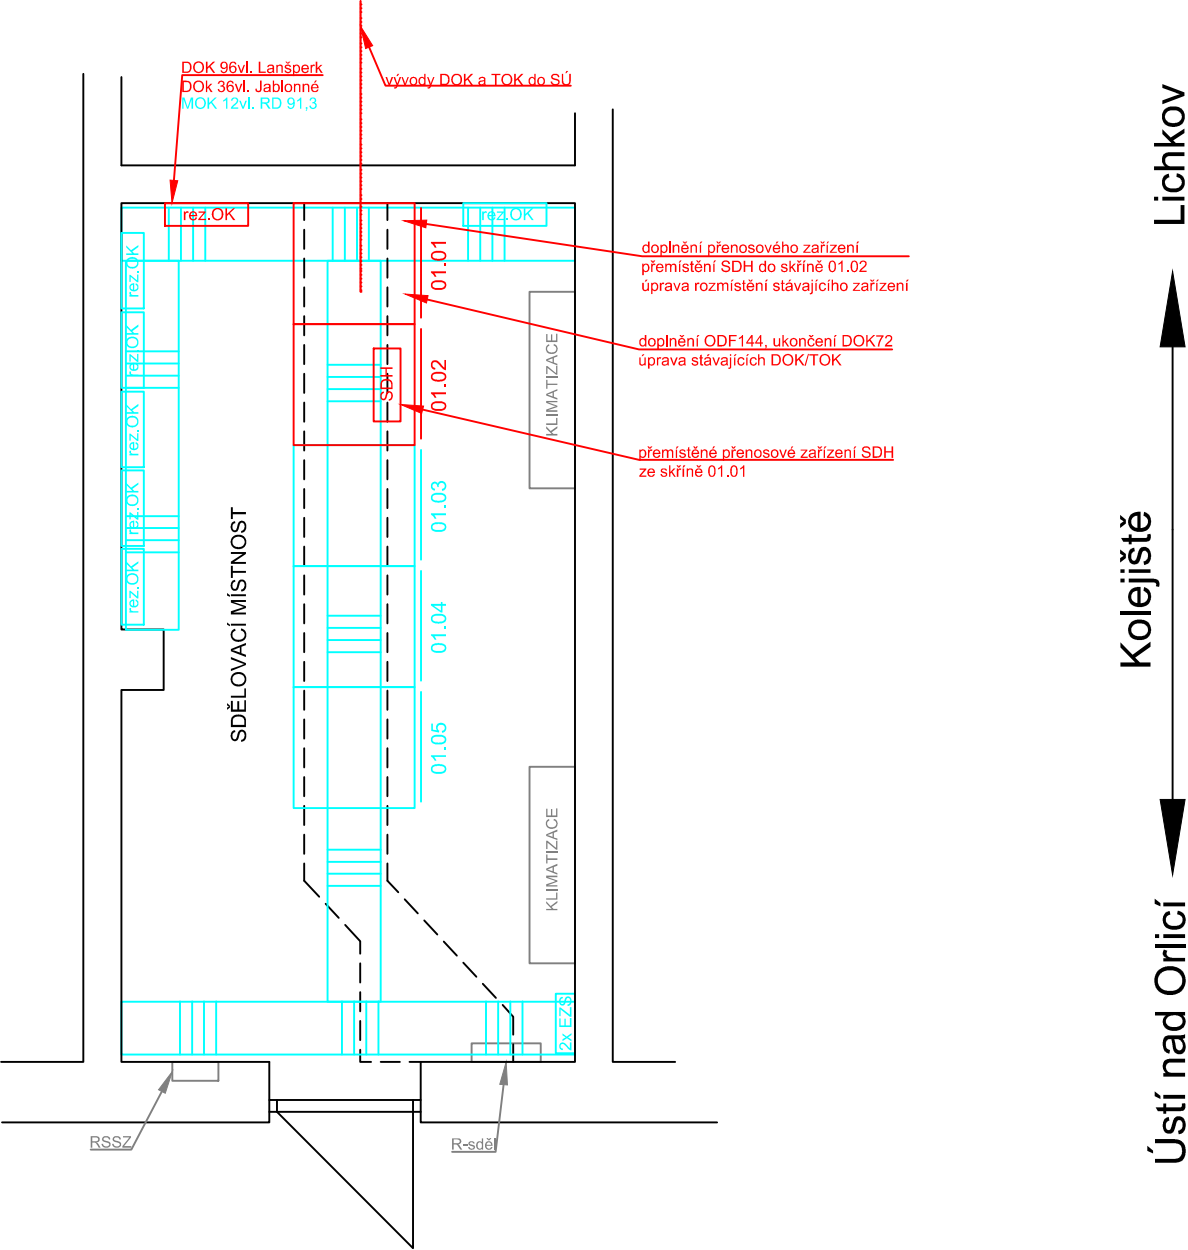 DOK 96vl. Lanšperk
DOk 36vl. Jablonné
MOK 12vl. RD 91,3
vývody DOK a TOK do SÚ
rez.OK
rez.OK
rez.OK
rez.OK
rez.OK
rez.OK
rez.OK
01.01
01.02
01.03
01.04
01.05
SDH
doplnění přenosového zařízení
přemístění SDH do skříně 01.02
úprava rozmístění stávajícího zařízení
doplnění ODF144, ukončení DOK72
úprava stávajících DOK/TOK
přemístěné přenosové zařízení SDH
ze skříně 01.01
KLIMATIZACE
KLIMATIZACE
SDĚLOVACÍ MÍSTNOST
2x EZS
RSSZ
R-sděl
Lichkov
Kolejiště
Ústí nad Orlicí